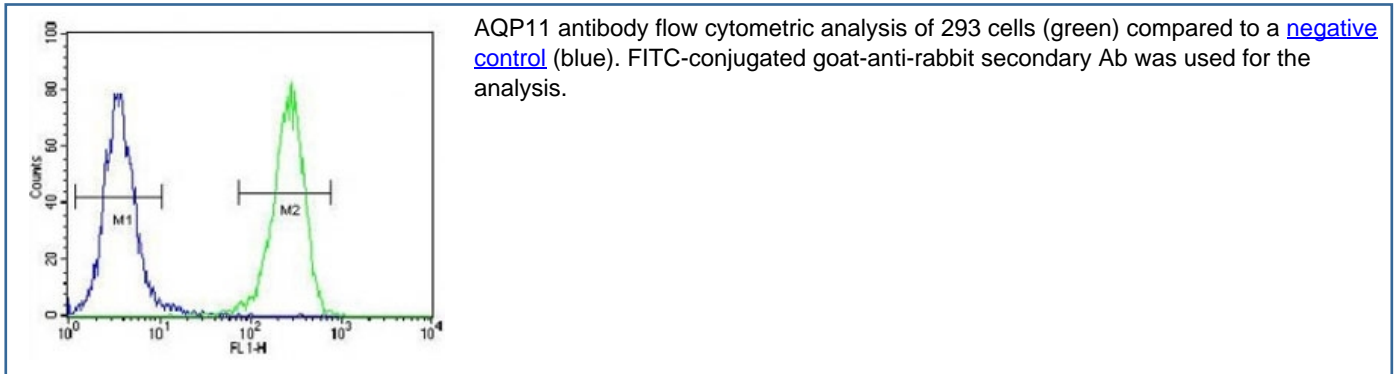 AQP11 antibody flow cytometric analysis of 293 cells (green) compared to a negative
control (blue). FITC-conjugated goat-anti-rabbit secondary Ab was used for the
analysis.
100
80
60
40
20
0
Counts
M1
M2
10^0 10^1 10^2 10^3 10^4
FL 1-H